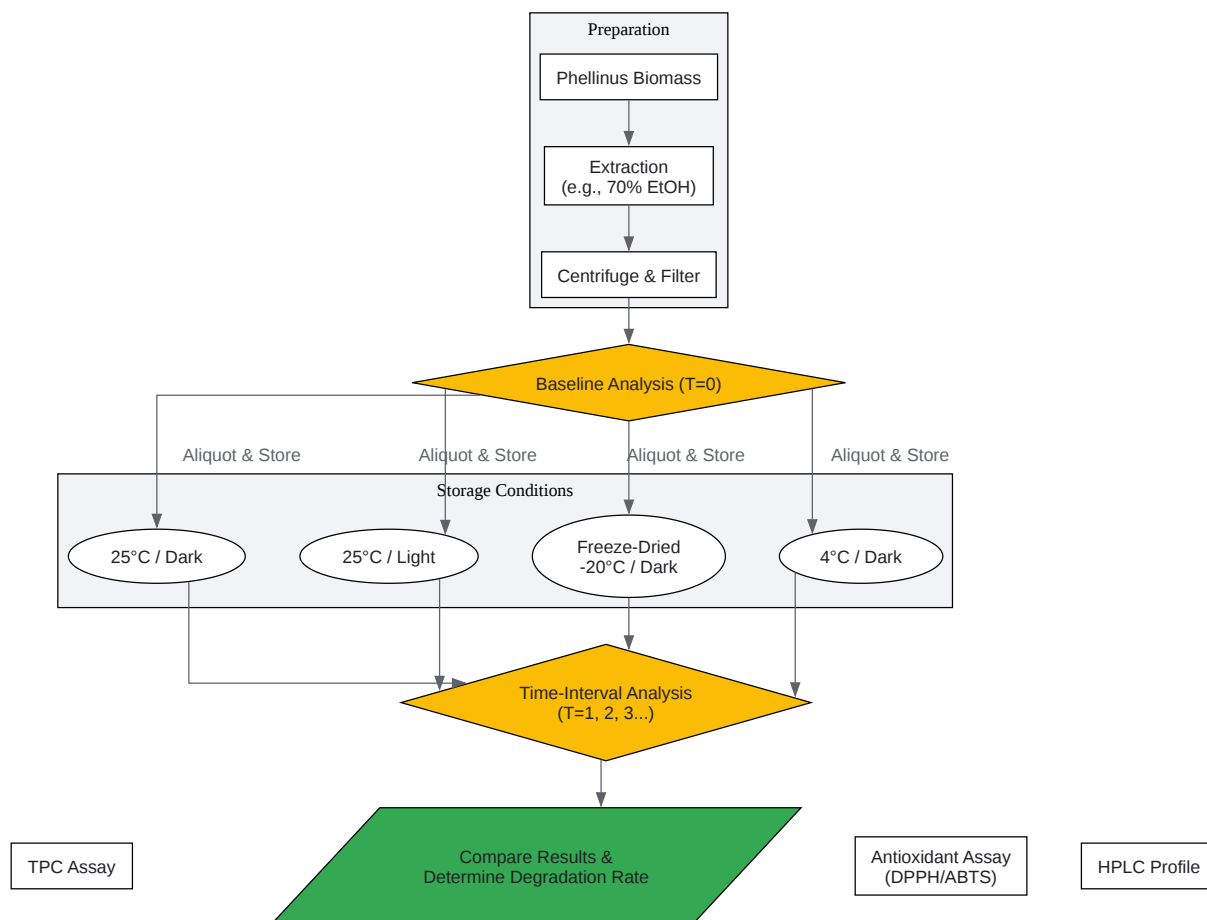 Preparation
Phellinus Biomass
Extraction
(e.g., 70% EtOH)
Centrifuge & Filter
Baseline Analysis (T=0)
Aliquot & Store
Aliquot & Store
Aliquot & Store
Aliquot & Store
Storage Conditions
25°C / Dark
25°C / Light
Freeze-Dried
-20°C / Dark
4°C / Dark
Time-Interval Analysis
(T=1, 2, 3...)
TPC Assay
Compare Results &
Determine Degradation Rate
Antioxidant Assay
(DPPH/ABTS)
HPLC Profile